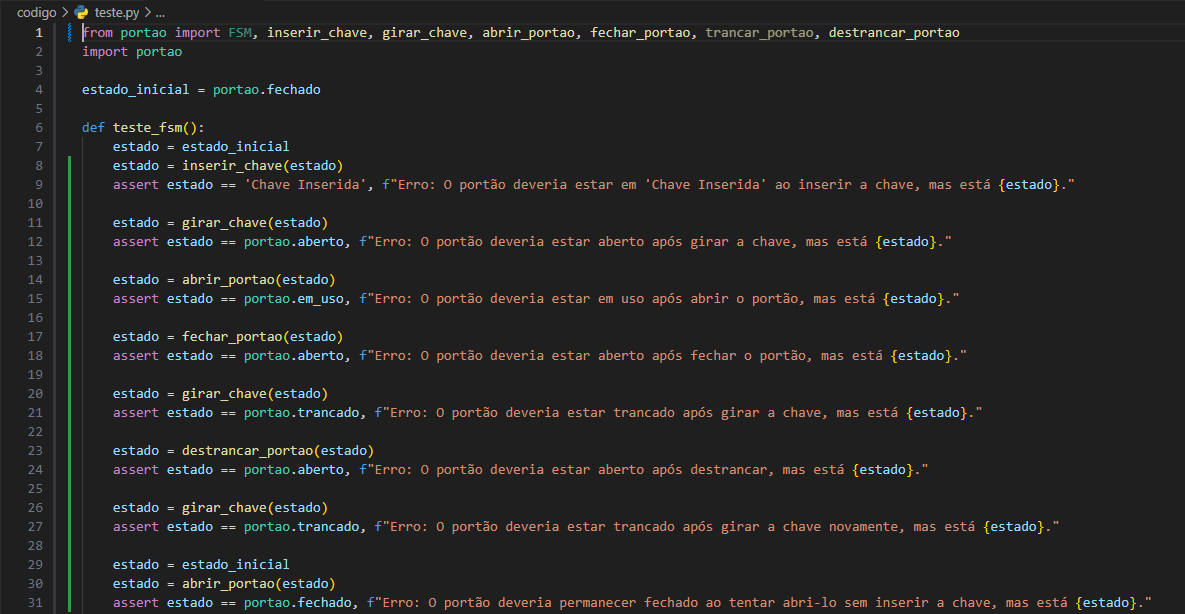 codigo > teste.py > ...
1 from portao import FSM, inserir_chave, girar_chave, abrir_portao, fechar_portao, trancar_portao, destrancar_portao
2 import portao
3
4 estado_inicial = portao.fechado
5
6 def teste_fsm():
7     estado = estado_inicial
8     estado = inserir_chave(estado)
9     assert estado == 'Chave Inserida', f"Erro: O portão deveria estar em 'Chave Inserida' ao inserir a chave, mas está {estado}."
10
11     estado = girar_chave(estado)
12     assert estado == portao.aberto, f"Erro: O portão deveria estar aberto após girar a chave, mas está {estado}."
13
14     estado = abrir_portao(estado)
15     assert estado == portao.em_uso, f"Erro: O portão deveria estar em uso após abrir o portão, mas está {estado}."
16
17     estado = fechar_portao(estado)
18     assert estado == portao.aberto, f"Erro: O portão deveria estar aberto após fechar o portão, mas está {estado}."
19
20     estado = girar_chave(estado)
21     assert estado == portao.trancado, f"Erro: O portão deveria estar trancado após girar a chave, mas está {estado}."
22
23     estado = destrancar_portao(estado)
24     assert estado == portao.aberto, f"Erro: O portão deveria estar aberto após destrancar, mas está {estado}."
25
26     estado = girar_chave(estado)
27     assert estado == portao.trancado, f"Erro: O portão deveria estar trancado após girar a chave novamente, mas está {estado}."
28
29     estado = estado_inicial
30     estado = abrir_portao(estado)
31     assert estado == portao.fechado, f"Erro: O portão deveria permanecer fechado ao tentar abri-lo sem inserir a chave, mas está {estado}."